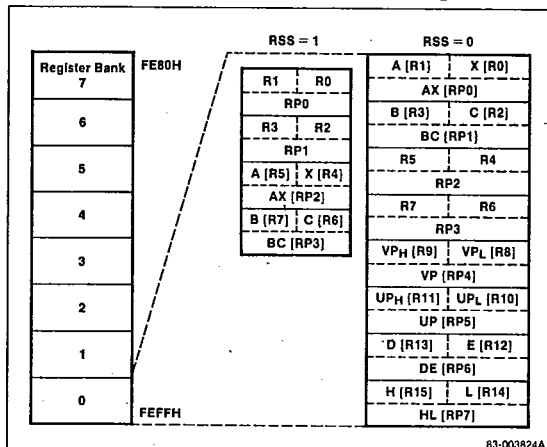 RSS = 1
RSS = 0
Register Bank
7
FE80H
6
5
4
3
2
1
0
FEFFH
R1 R0
RP0
R3 R2
RP1
A [R5] X [R4}
AX {RP2]
B {R7] C [R6]
BC [RP3]
A [R1} X [R0]
AX [RP0]
B [R3] C [R2]
BC [RP1}
R5 R4
RP2
R7 R6
RP3
VPH {R9] VPL [R8]
VP [RP4]
UPH [R11] UPL [R10]
UP [RP5]
D [R13] E [R12]
DE [RP6]
H [R15] L [R14]
HL [RP7]
83-003824A